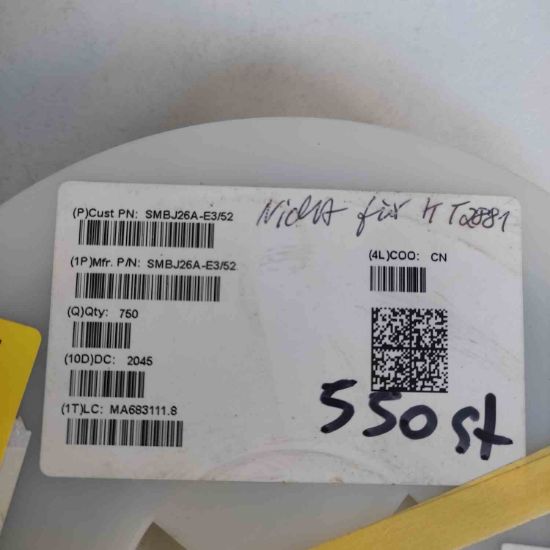 (P)Cust PN: SMBJ26A-E3/52
Nicht für HT2881
(1P)Mfr. P/N: SMBJ26A-E3/52
(4L)COO: CN
(Q)Qty: 750
(10D)DC: 2045
(1T)LC: MA683111.8
550 st